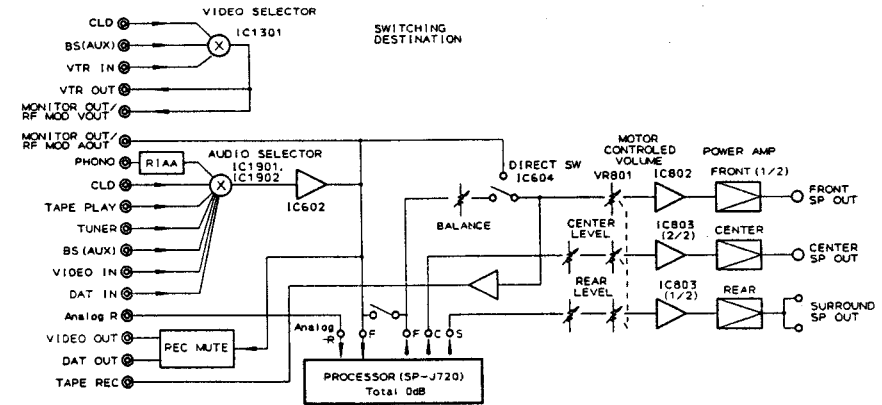 VIDEO SELECTOR
IC1301
CLD
BS(AUX)
VTR IN
VTR OUT
MONITOR OUT/
RF MOD VOUT
MONITOR OUT/
RF MOD AOUT
SWITCHING
DESTINATION
PHONO
RIAA
AUDIO SELECTOR
IC1901,
IC1902
CLD
TAPE PLAY
TUNER
BS(AUX)
VIDEO IN
DAT IN
Analog R
VIDEO OUT
DAT OUT
TAPE REC
REC MUTE
IC602
BALANCE
DIRECT SW
IC604
MOTOR
CONTROLED
VOLUME
VR801
IC802
POWER AMP
FRONT (1/2)
FRONT
SP OUT
CENTER
LEVEL
IC803
(2/2)
CENTER
CENTER
SP OUT
REAR
LEVEL
IC803
(1/2)
REAR
SURROUND
SP OUT
Analog
-R
F
F
C
S
PROCESSOR (SP-J720)
Total 0dB